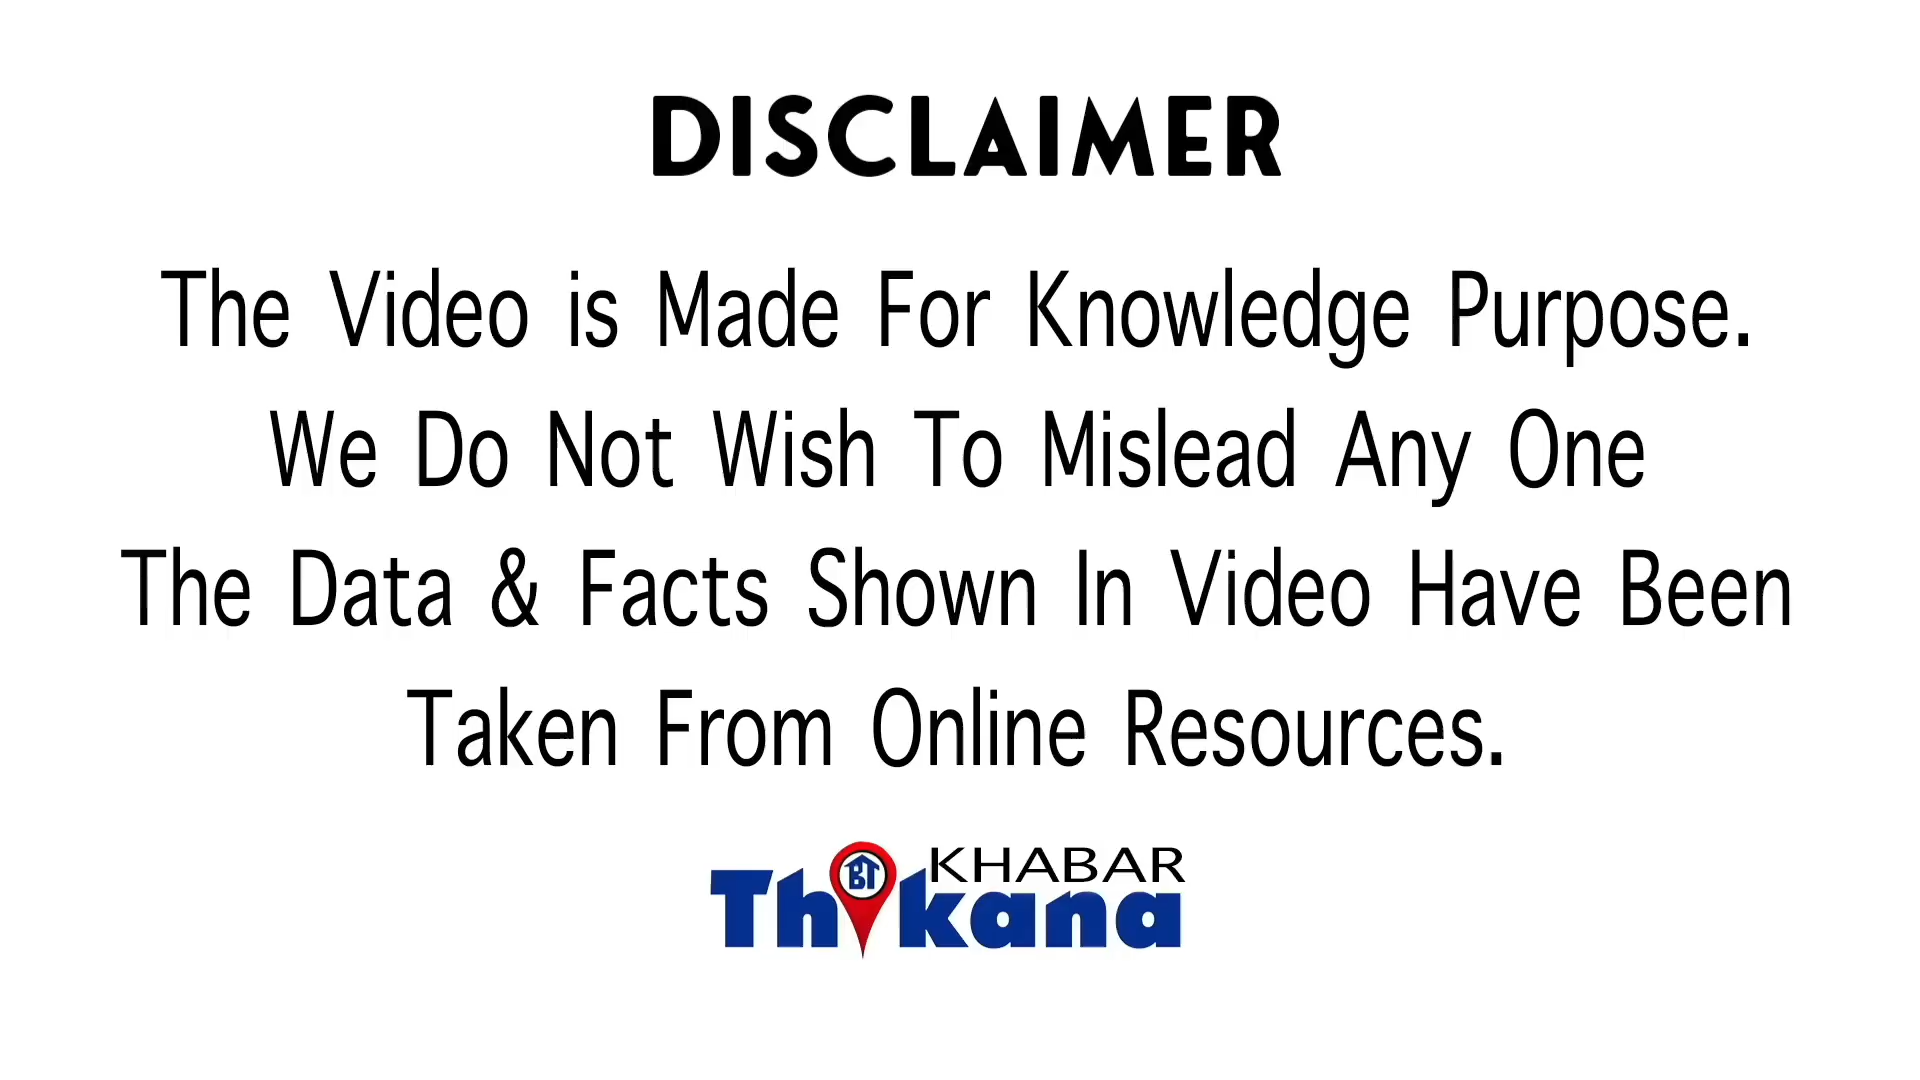 DISCLAIMER
The Video is Made For Knowledge Purpose.
We Do Not Wish To Mislead Any One
The Data & Facts Shown In Video Have Been
Taken From Online Resources.
KHABAR
BT
Thikana